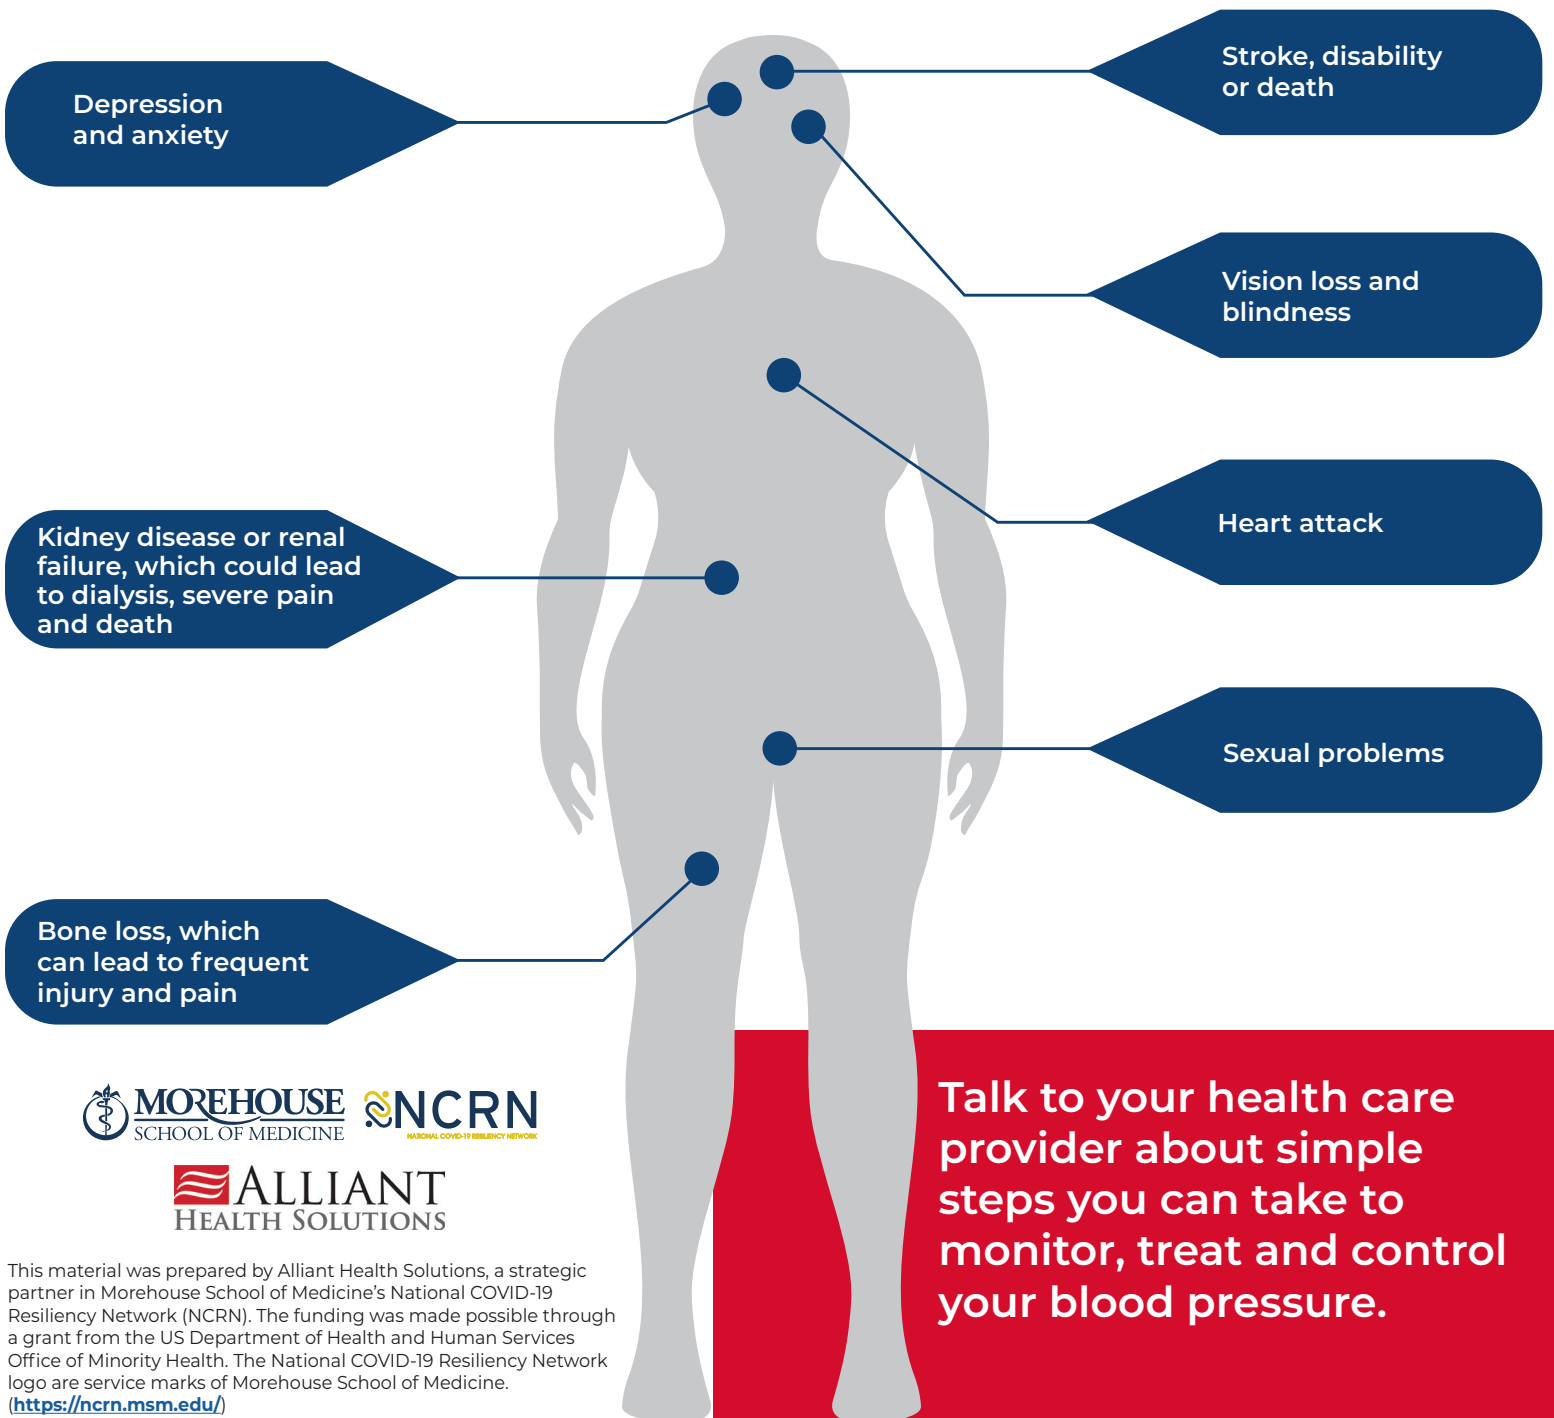 Depression
and anxiety
Stroke, disability
or death
Vision loss and
blindness
Heart attack
Kidney disease or renal
failure, which could lead
to dialysis, severe pain
and death
Sexual problems
Bone loss, which
can lead to frequent
injury and pain
MOREHOUSE
SCHOOL OF MEDICINE
NCRN
NATIONAL COVID-19 RESILIENCY NETWORK
ALLIANT
HEALTH SOLUTIONS
This material was prepared by Alliant Health Solutions, a strategic
partner in Morehouse School of Medicine’s National COVID-19
Resiliency Network (NCRN). The funding was made possible through
a grant from the US Department of Health and Human Services
Office of Minority Health. The National COVID-19 Resiliency Network
logo are service marks of Morehouse School of Medicine.
(https://ncrn.msm.edu/)
Talk to your health care
provider about simple
steps you can take to
monitor, treat and control
your blood pressure.